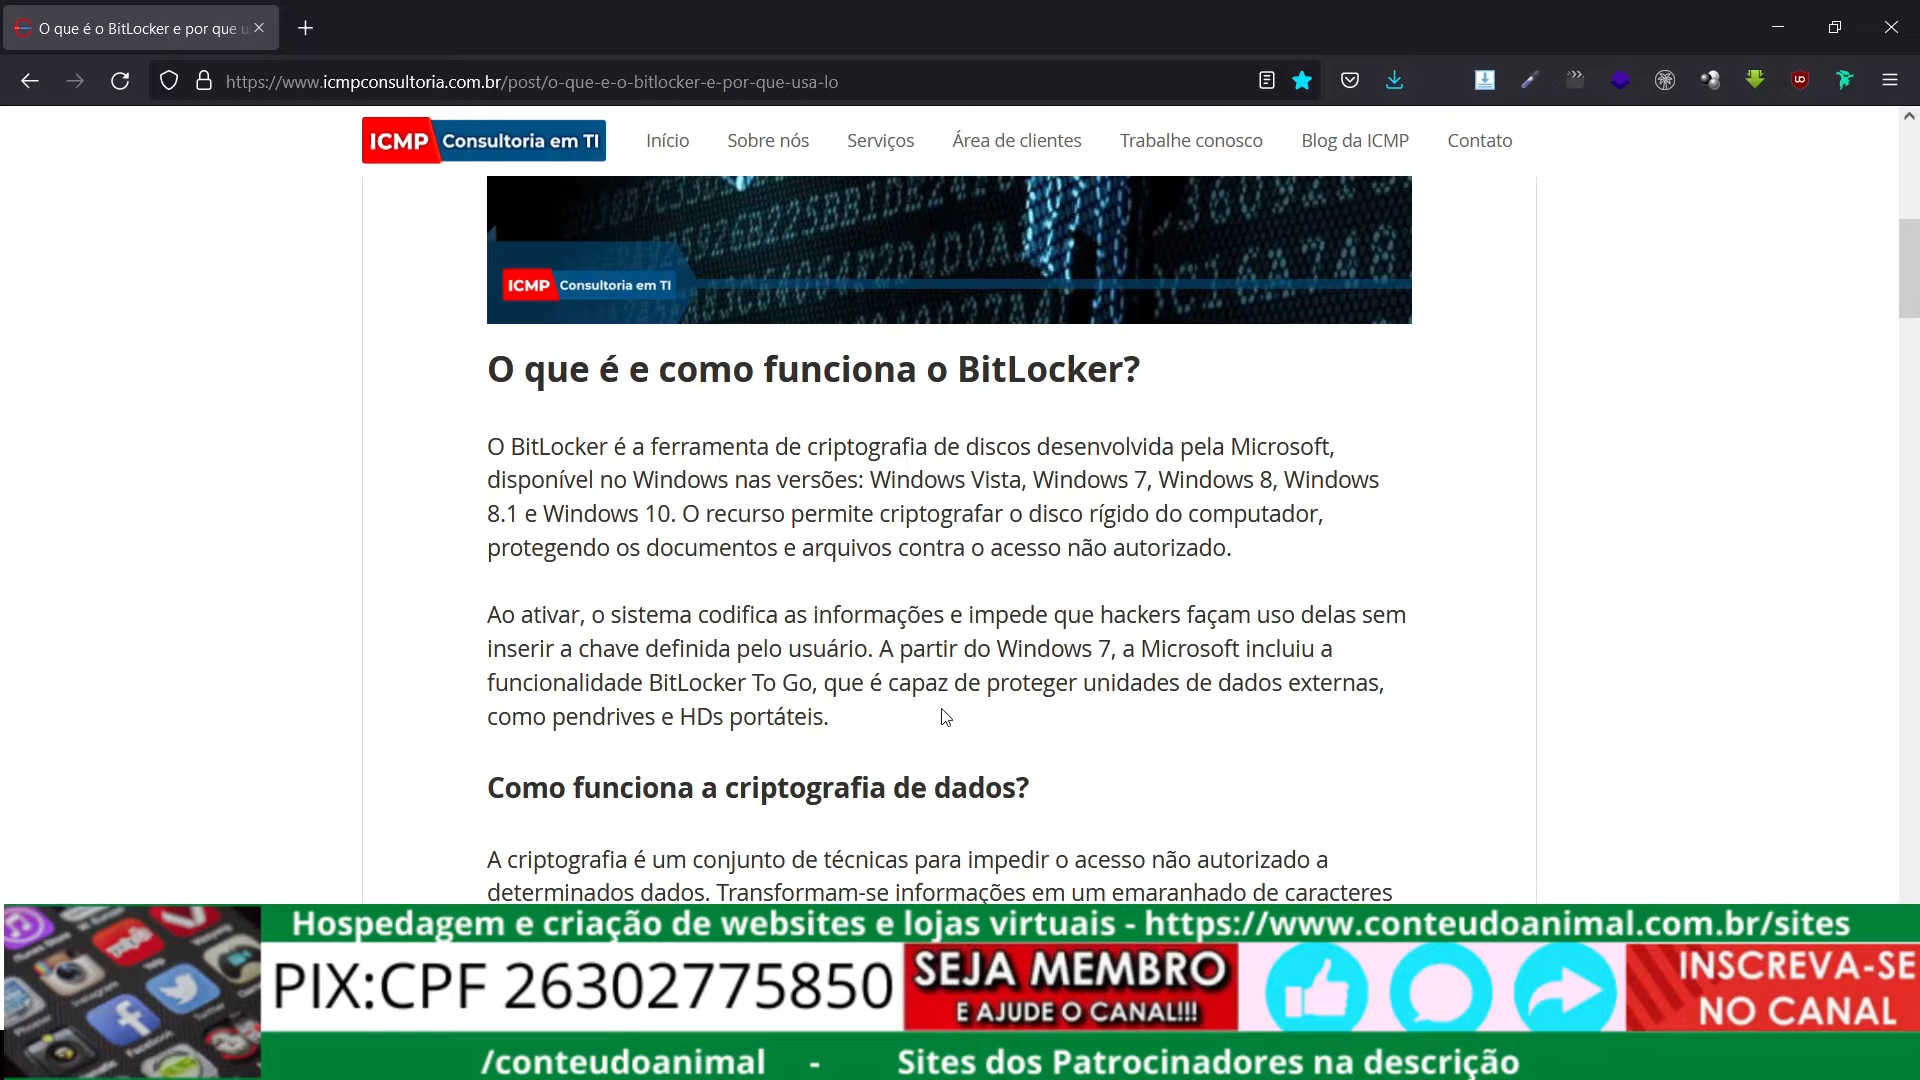 O que é o BitLocker e por que u
https://www.icmpconsultoria.com.br/post/o-que-e-o-bitlocker-e-por-que-usa-lo
ICMP Consultoria em TI
Início
Sobre nós
Serviços
Área de clientes
Trabalhe conosco
Blog da ICMP
Contato
ICMP Consultoria em TI
O que é e como funciona o BitLocker?
O BitLocker é a ferramenta de criptografia de discos desenvolvida pela Microsoft,
disponível no Windows nas versões: Windows Vista, Windows 7, Windows 8, Windows
8.1 e Windows 10. O recurso permite criptografar o disco rígido do computador,
protegendo os documentos e arquivos contra o acesso não autorizado.
Ao ativar, o sistema codifica as informações e impede que hackers façam uso delas sem
inserir a chave definida pelo usuário. A partir do Windows 7, a Microsoft incluiu a
funcionalidade BitLocker To Go, que é capaz de proteger unidades de dados externas,
como pendrives e HDs portáteis.
Como funciona a criptografia de dados?
A criptografia é um conjunto de técnicas para impedir o acesso não autorizado a
determinados dados. Transformam-se informações em um emaranhado de caracteres
Hospedagem e criação de websites e lojas virtuais - https://www.conteudoanimal.com.br/sites
PIX:CPF 26302775850
SEJA MEMBRO
E AJUDE O CANAL!!!
INSCREVA-SE
NO CANAL
/conteudoanimal - Sites dos Patrocinadores na descrição